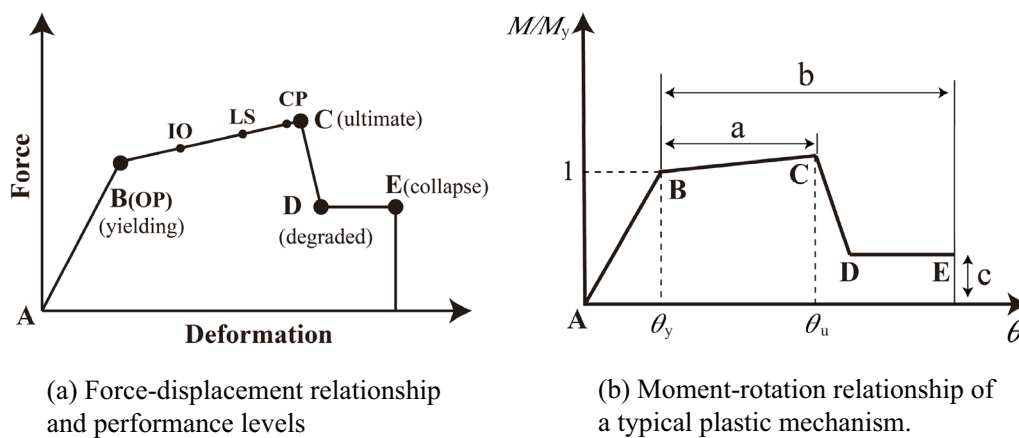 Force
CP
LS
IO
C (ultimate)
B(OP)
(yielding)
D
(degraded)
E(collapse)
A
Deformation
(a) Force-displacement relationship
and performance levels
M/My
b
a
1
B
C
D
E
c
A
θy
θu
θ
(b) Moment-rotation relationship of
a typical plastic mechanism.